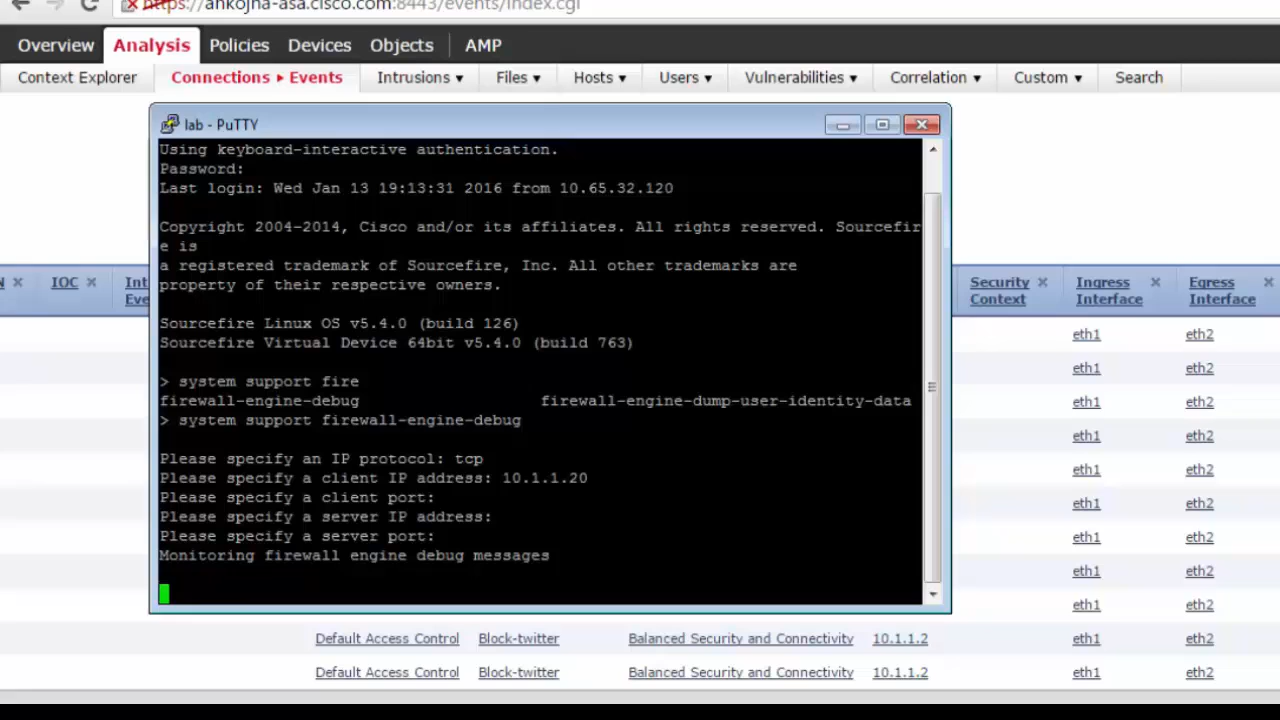 https://ankojha-asa.cisco.com:8443/events/index.cgi
Overview Analysis Policies Devices Objects AMP
Context Explorer Connections ▸ Events Intrusions ▾ Files ▾ Hosts ▾ Users ▾ Vulnerabilities ▾ Correlation ▾ Custom ▾ Search
lab - PuTTY
Using keyboard-interactive authentication.
Password:
Last login: Wed Jan 13 19:13:31 2016 from 10.65.32.120
Copyright 2004-2014, Cisco and/or its affiliates. All rights reserved. Sourcefir
e is
a registered trademark of Sourcefire, Inc. All other trademarks are
property of their respective owners.
Sourcefire Linux OS v5.4.0 (build 126)
Sourcefire Virtual Device 64bit v5.4.0 (build 763)
> system support fire
firewall-engine-debug firewall-engine-dump-user-identity-data
> system support firewall-engine-debug
Please specify an IP protocol: tcp
Please specify a client IP address: 10.1.1.20
Please specify a client port:
Please specify a server IP address:
Please specify a server port:
Monitoring firewall engine debug messages
IOC Int Security Ingress Egress
Eve Context Interface Interface
eth1 eth2
eth1 eth2
eth1 eth2
eth1 eth2
eth1 eth2
eth1 eth2
eth1 eth2
eth1 eth2
eth1 eth2
Default Access Control Block-twitter Balanced Security and Connectivity 10.1.1.2 eth1 eth2
Default Access Control Block-twitter Balanced Security and Connectivity 10.1.1.2 eth1 eth2